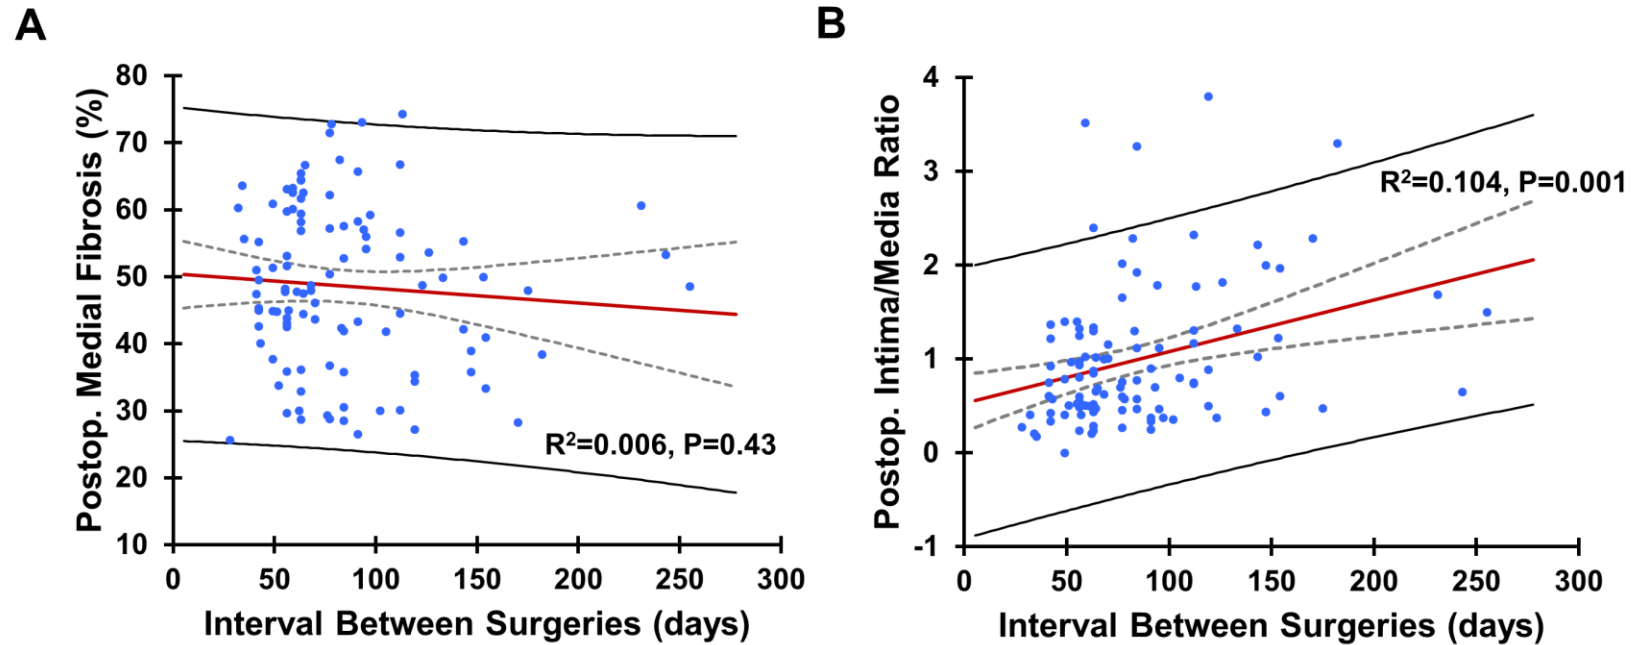 A
Postop. Medial Fibrosis (%)
80
70
60
50
40
30
20
10
R²=0.006, P=0.43
0 50 100 150 200 250 300
Interval Between Surgeries (days)
B
Postop. Intima/Media Ratio
4
3
2
1
0
-1
R²=0.104, P=0.001
0 50 100 150 200 250 300
Interval Between Surgeries (days)